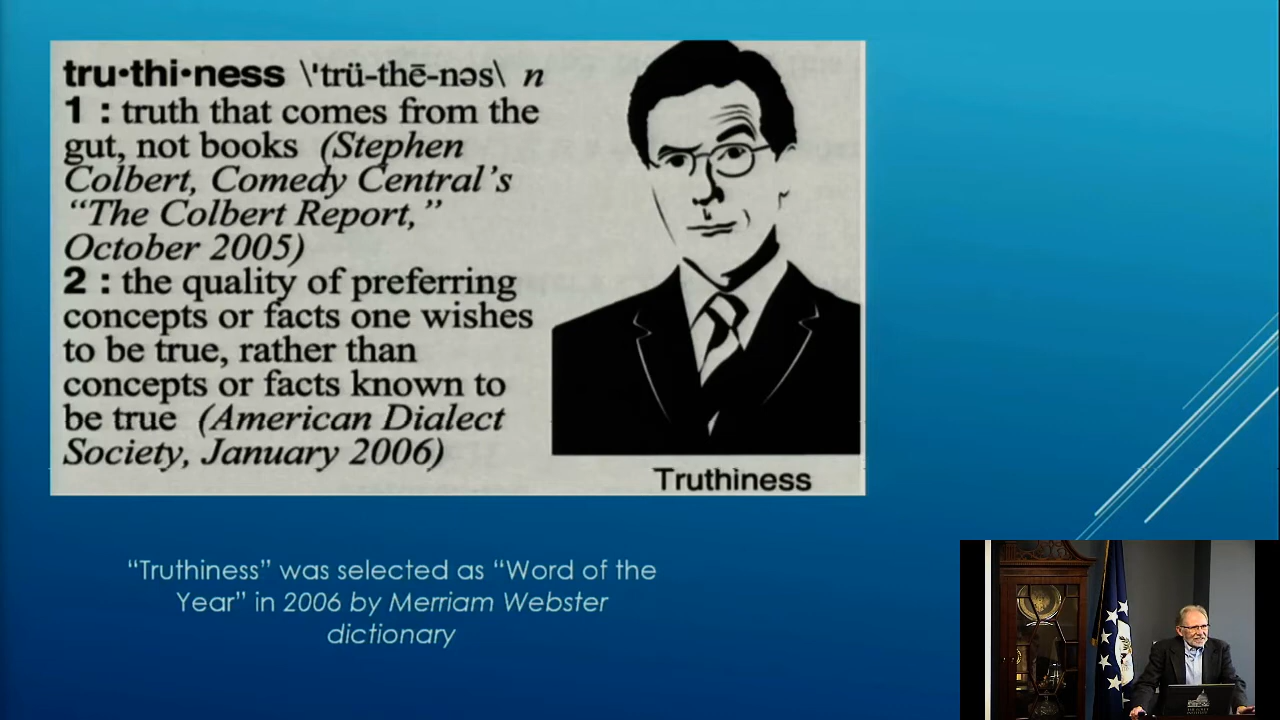 tru•thi•ness \'trü-thē-nəs\ n
1 : truth that comes from the
gut, not books (Stephen
Colbert, Comedy Central's
“The Colbert Report,”
October 2005)
2 : the quality of preferring
concepts or facts one wishes
to be true, rather than
concepts or facts known to
be true (American Dialect
Society, January 2006)
Truthiness
“Truthiness” was selected as “Word of the
Year” in 2006 by Merriam Webster
dictionary